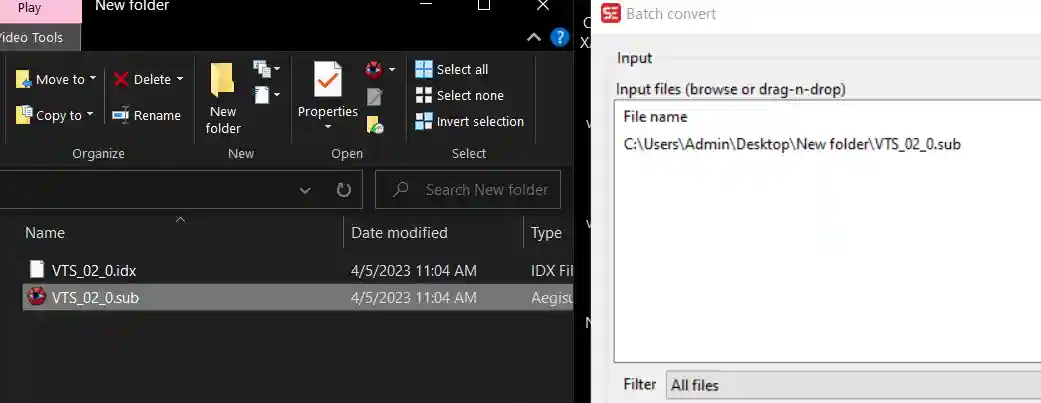 Play
New folder
Video Tools
Move to
Delete
Copy to
Rename
New
folder
Properties
Select all
Select none
Invert selection
Organize
New
Open
Select
Search New folder
Name
Date modified
Type
VTS_02_0.idx
4/5/2023 11:04 AM
IDX Fil
VTS_02_0.sub
4/5/2023 11:04 AM
Aegisu
SE Batch convert
Input
Input files (browse or drag-n-drop)
File name
C:\Users\Admin\Desktop\New folder\VTS_02_0.sub
Filter
All files